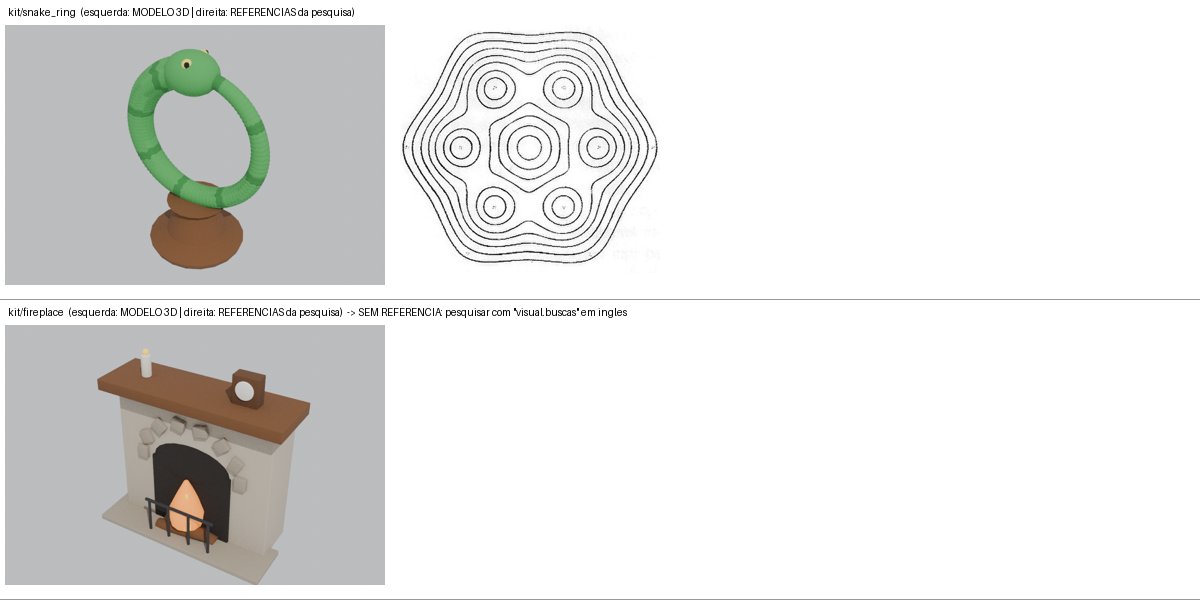 kit/snake_ring (esquerda: MODELO 3D | direita: REFERENCIAS da pesquisa)
kit/fireplace (esquerda: MODELO 3D | direita: REFERENCIAS da pesquisa) -> SEM REFERENCIA: pesquisar com "visual.buscas" em ingles